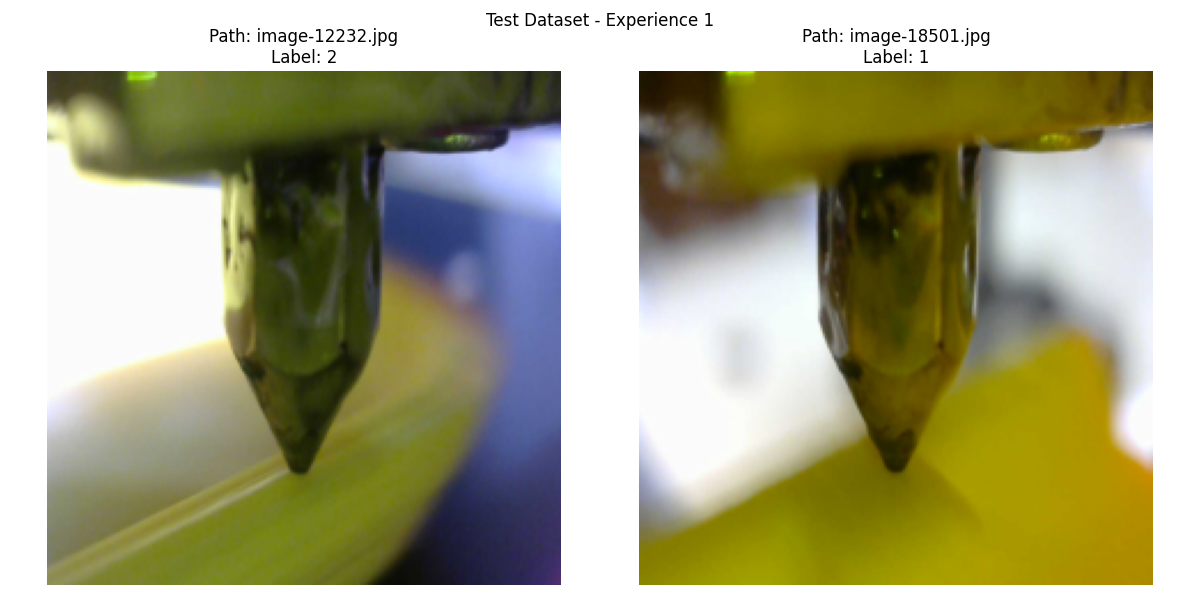 Test Dataset - Experience 1
Path: image-12232.jpg
Label: 2
Path: image-18501.jpg
Label: 1